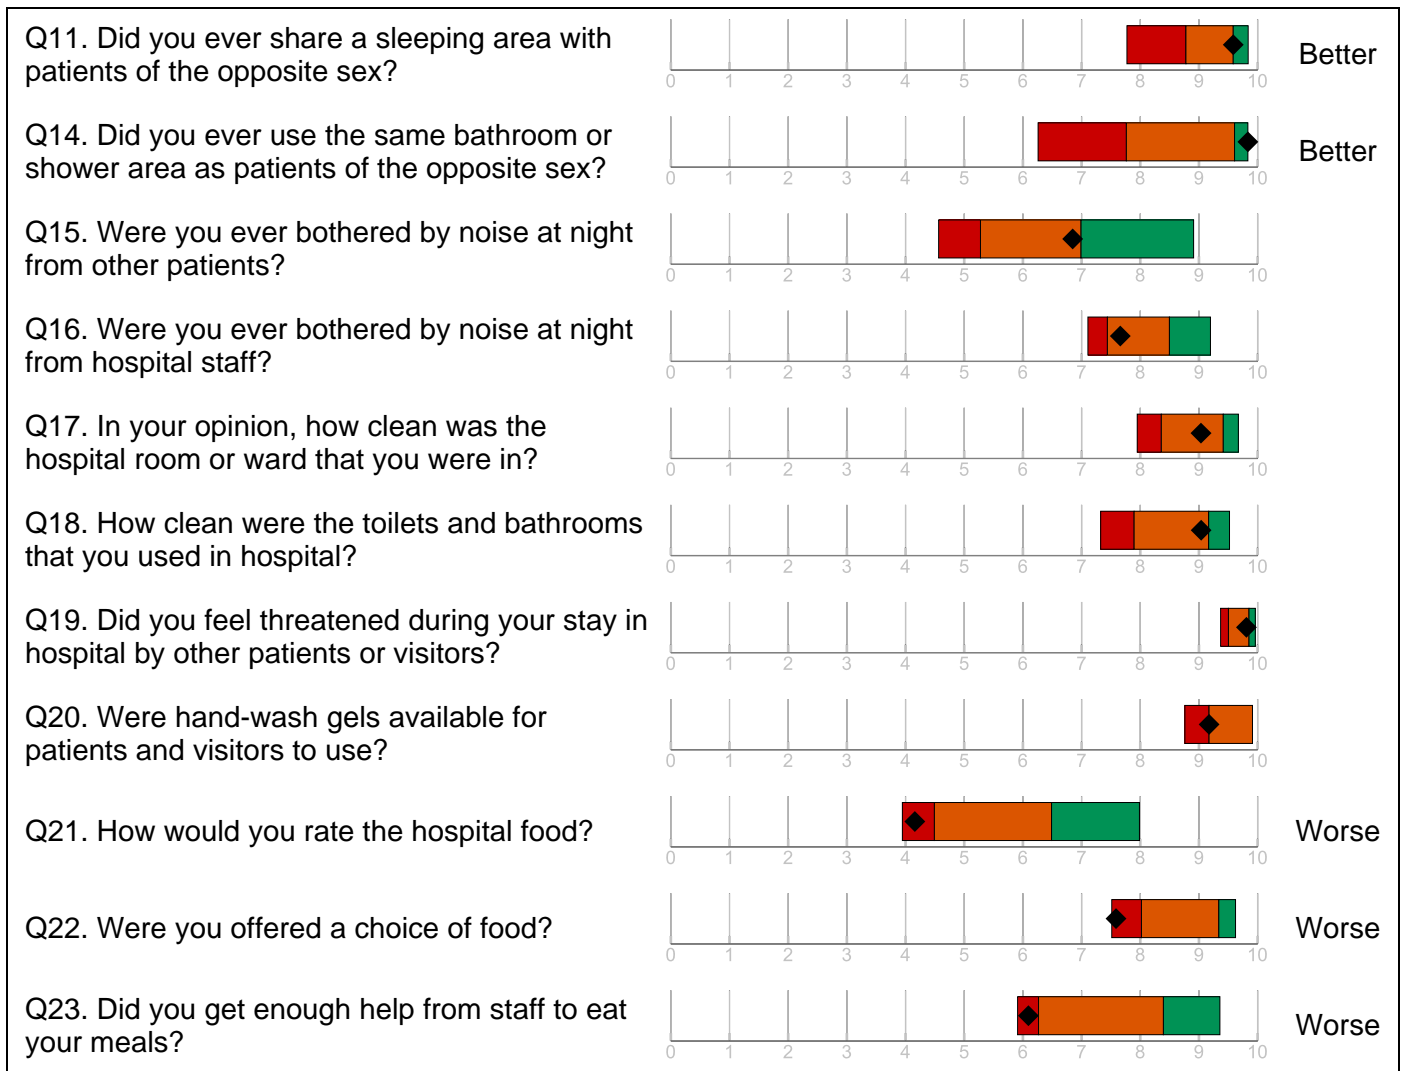 Q11. Did you ever share a sleeping area with
patients of the opposite sex?
0 1 2 3 4 5 6 7 8 9 10
Better
Q14. Did you ever use the same bathroom or
shower area as patients of the opposite sex?
0 1 2 3 4 5 6 7 8 9 10
Better
Q15. Were you ever bothered by noise at night
from other patients?
0 1 2 3 4 5 6 7 8 9 10
Q16. Were you ever bothered by noise at night
from hospital staff?
0 1 2 3 4 5 6 7 8 9 10
Q17. In your opinion, how clean was the
hospital room or ward that you were in?
0 1 2 3 4 5 6 7 8 9 10
Q18. How clean were the toilets and bathrooms
that you used in hospital?
0 1 2 3 4 5 6 7 8 9 10
Q19. Did you feel threatened during your stay in
hospital by other patients or visitors?
0 1 2 3 4 5 6 7 8 9 10
Q20. Were hand-wash gels available for
patients and visitors to use?
0 1 2 3 4 5 6 7 8 9 10
Q21. How would you rate the hospital food?
0 1 2 3 4 5 6 7 8 9 10
Worse
Q22. Were you offered a choice of food?
0 1 2 3 4 5 6 7 8 9 10
Worse
Q23. Did you get enough help from staff to eat
your meals?
0 1 2 3 4 5 6 7 8 9 10
Worse